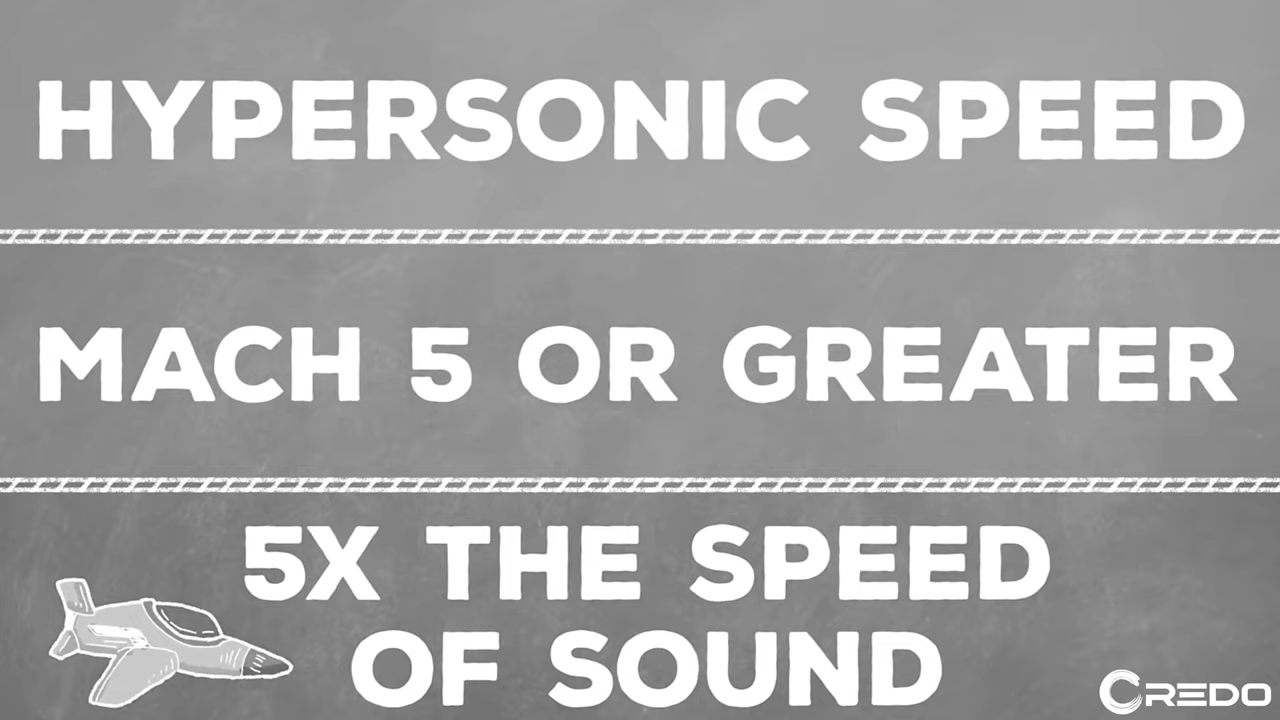 HYPERSONIC SPEED
MACH 5 OR GREATER
5X THE SPEED
OF SOUND
CREDO